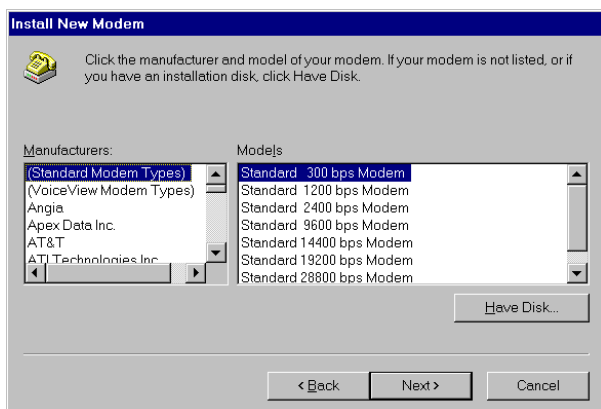 Install New Modem
Click the manufacturer and model of your modem. If your modem is not listed, or if
you have an installation disk, click Have Disk.
Manufacturers:
(Standard Modem Types)
(VoiceView Modem Types)
Angia
Apex Data Inc.
AT&T
ATI Technologies Inc
Models
Standard 300 bps Modem
Standard 1200 bps Modem
Standard 2400 bps Modem
Standard 9600 bps Modem
Standard 14400 bps Modem
Standard 19200 bps Modem
Standard 28800 bps Modem
Have Disk...
< Back
Next >
Cancel